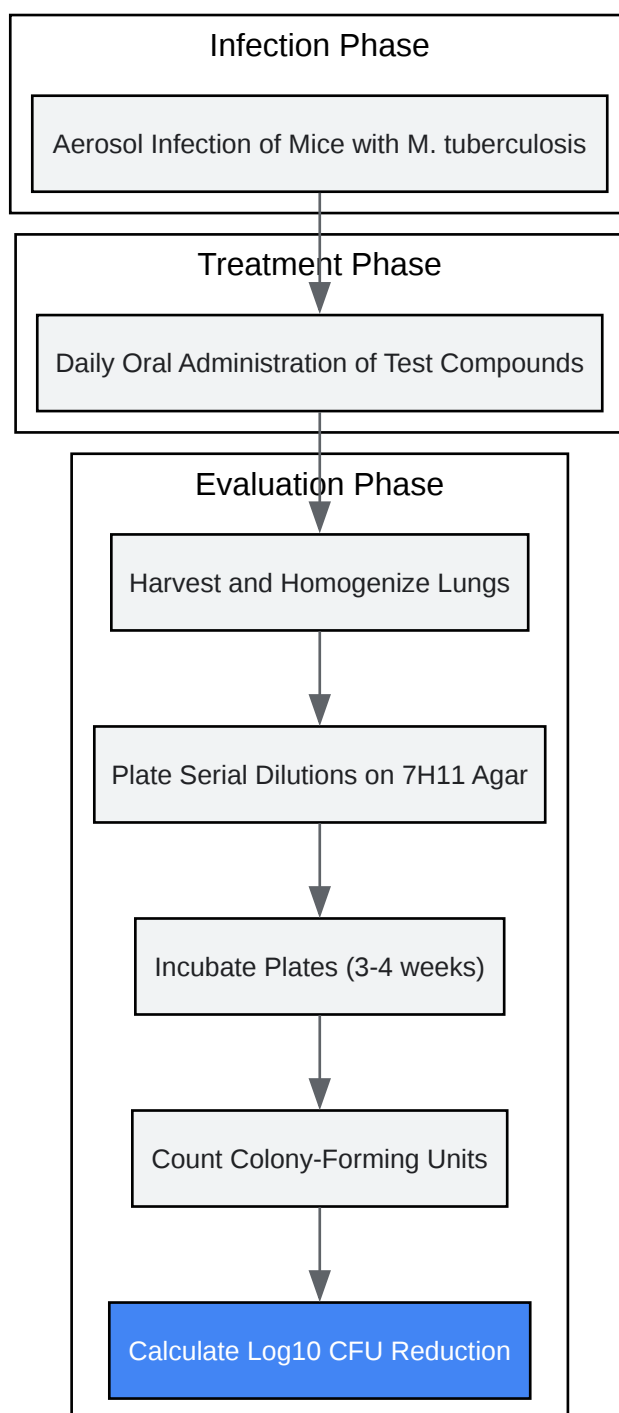 Infection Phase
Aerosol Infection of Mice with M. tuberculosis
Treatment Phase
Daily Oral Administration of Test Compounds
Evaluation Phase
Harvest and Homogenize Lungs
Plate Serial Dilutions on 7H11 Agar
Incubate Plates (3-4 weeks)
Count Colony-Forming Units
Calculate Log10 CFU Reduction